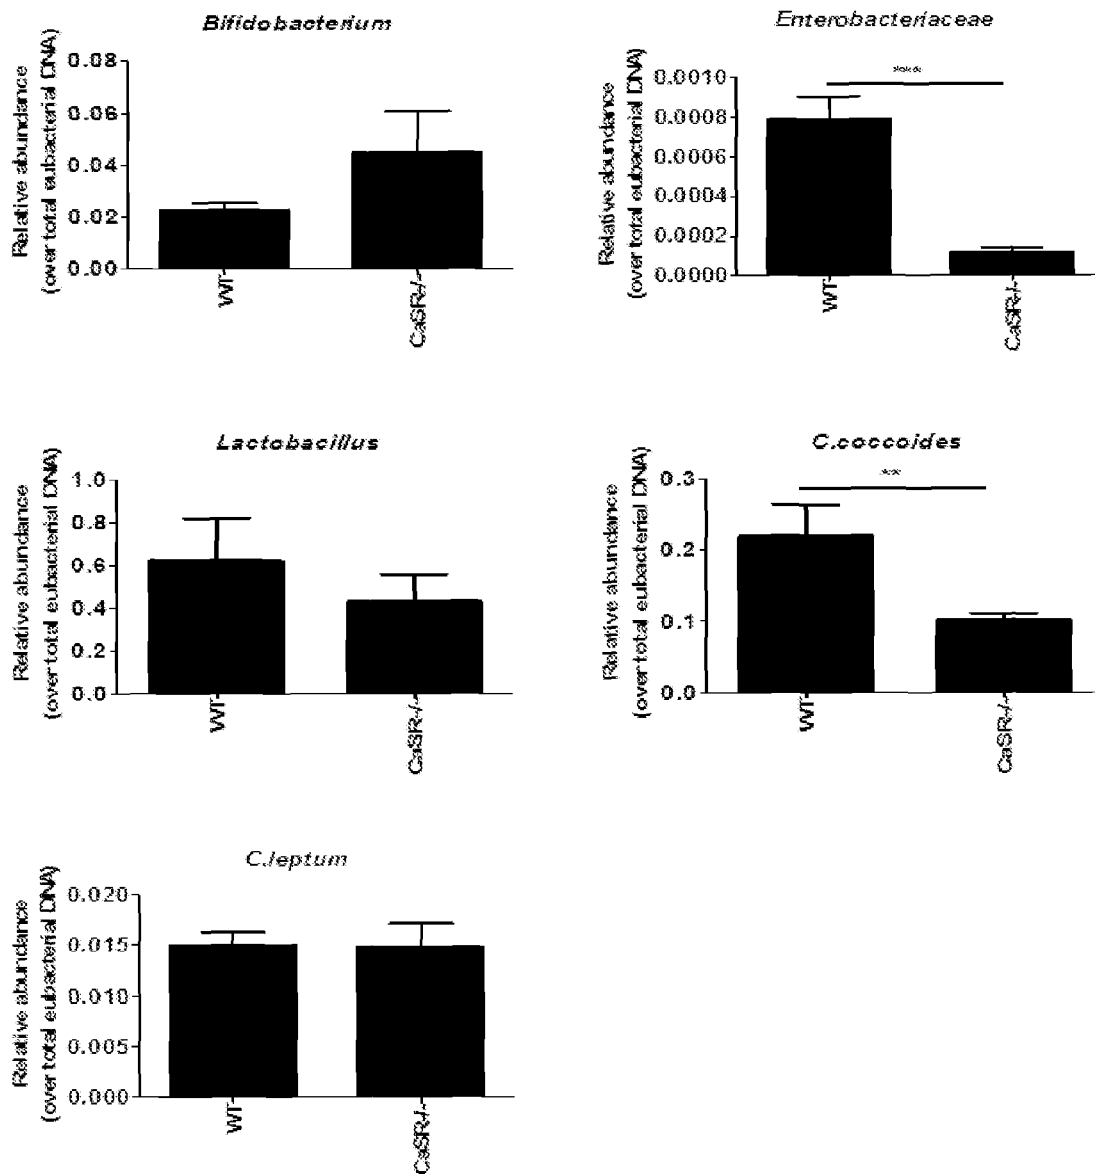 Bifidobacterium
Relative abundance
(over total eubacterial DNA)
0.08
0.06
0.04
0.02
0.00
WT
CaSR-/-
Enterobacteriaceae
Relative abundance
(over total eubacterial DNA)
0.0010
0.0008
0.0006
0.0004
0.0002
0.0000
WT
CaSR-/-
Lactobacillus
Relative abundance
(over total eubacterial DNA)
1.0
0.8
0.6
0.4
0.2
0.0
WT
CaSR-/-
C.coccoides
Relative abundance
(over total eubacterial DNA)
0.3
0.2
0.1
0.0
**
WT
CaSR-/-
C.leptum
Relative abundance
(over total eubacterial DNA)
0.020
0.015
0.010
0.005
0.000
WT
CaSR-/-